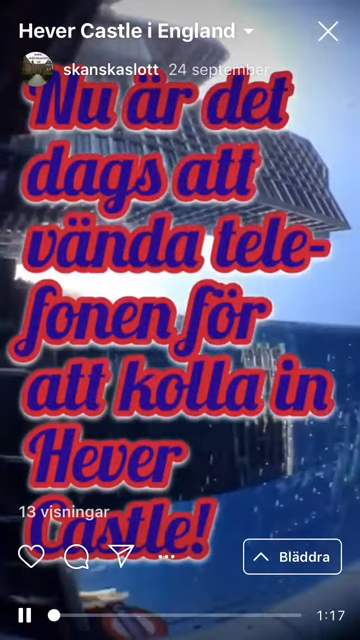 Hever Castle i England
skanskaslott 24 september
Nu är det
dags att
vända tele-
fonen för
att kolla in
Hever
Castle!
13 visningar
Bläddra
1:17